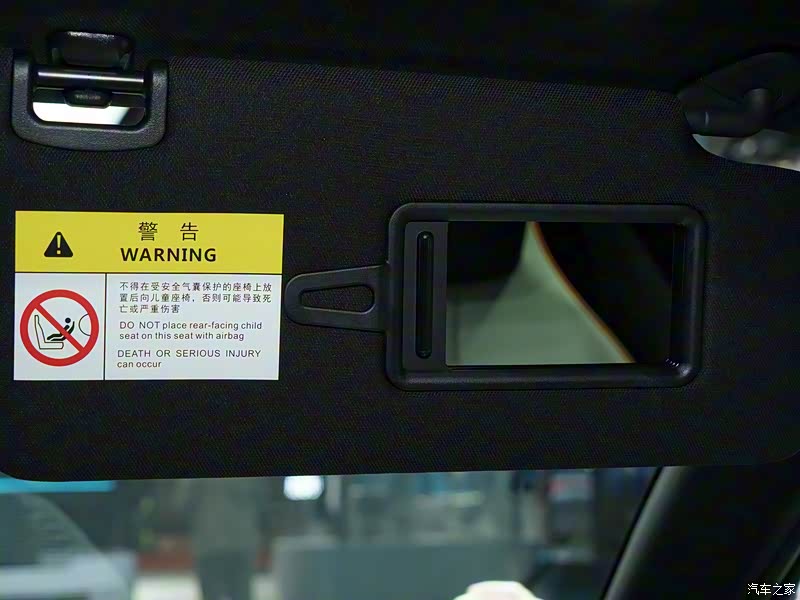 警 告
WARNING
不得在受安全气囊保护的座椅上放
置后向儿童座椅，否则可能导致死
亡或严重伤害
DO NOT place rear-facing child
seat on this seat with airbag
DEATH OR SERIOUS INJURY
can occur
汽车之家